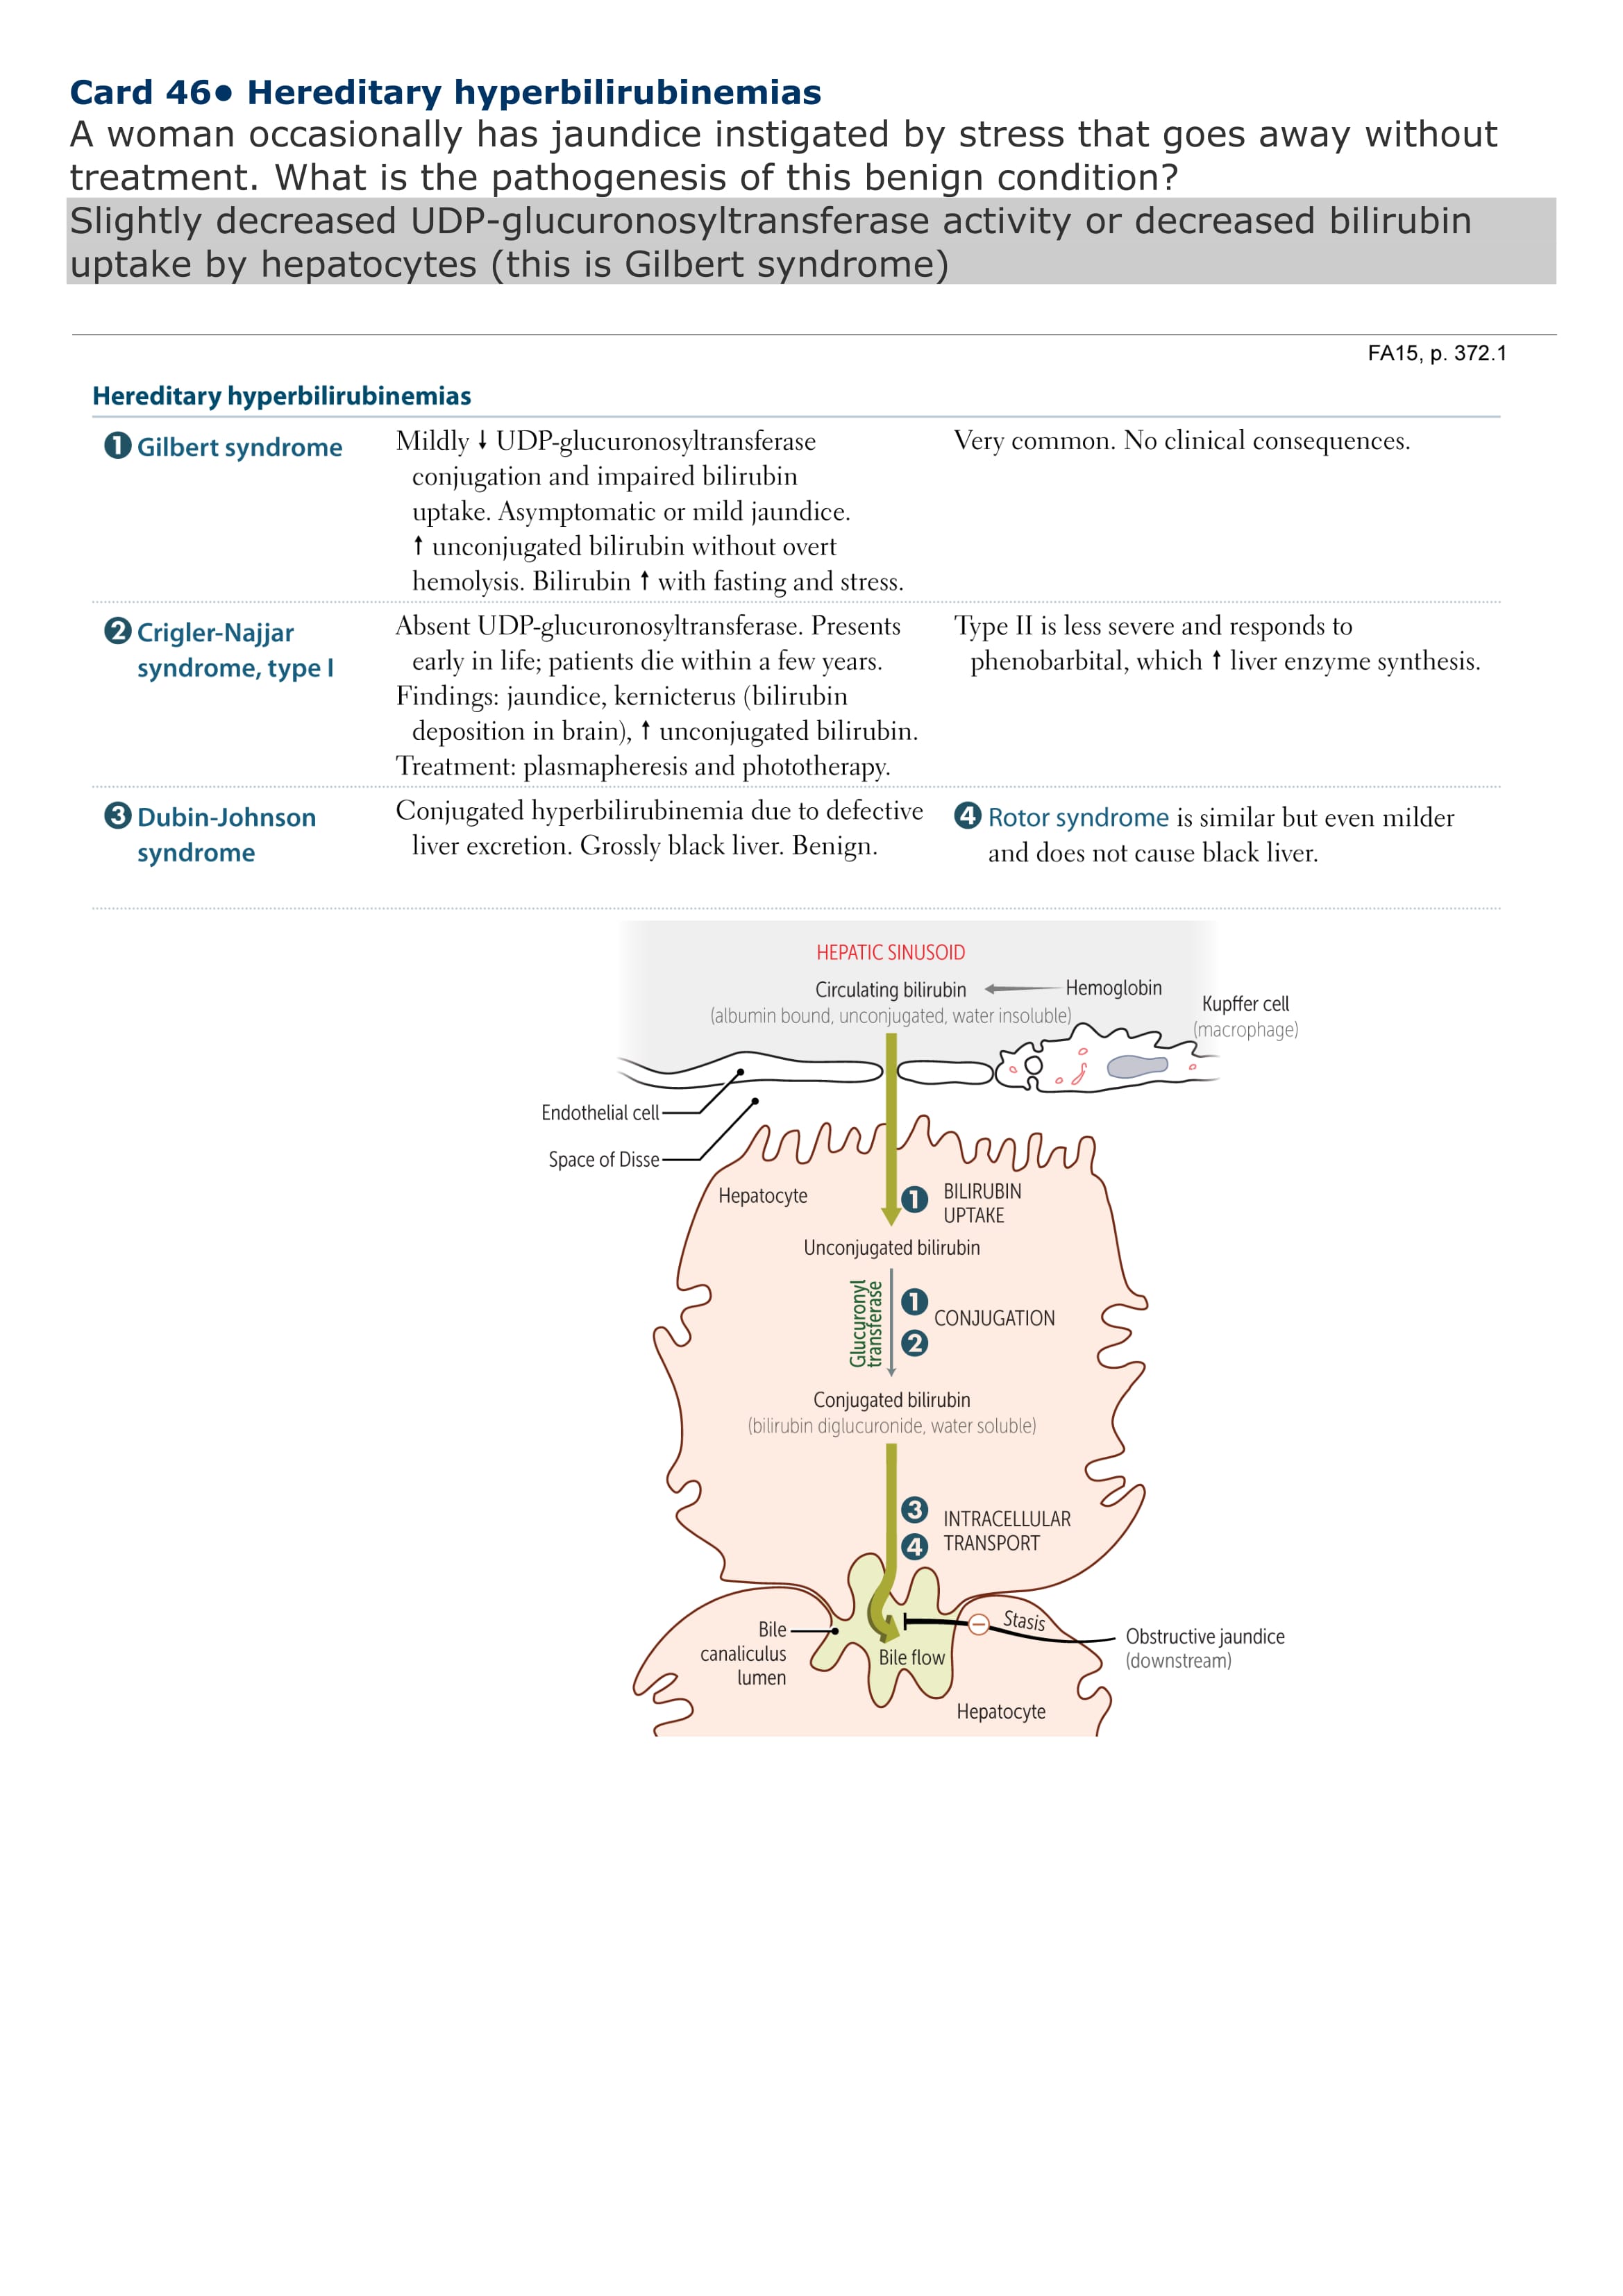 Card 46● Hereditary hyperbilirubinemias
A woman occasionally has jaundice instigated by stress that goes away without
treatment. What is the pathogenesis of this benign condition?
Slightly decreased UDP-glucuronosyltransferase activity or decreased bilirubin
uptake by hepatocytes (this is Gilbert syndrome)
FA15, p. 372.1
Hereditary hyperbilirubinemias
1 Gilbert syndrome
Mildly ↓ UDP-glucuronosyltransferase
conjugation and impaired bilirubin
uptake. Asymptomatic or mild jaundice.
↑ unconjugated bilirubin without overt
hemolysis. Bilirubin ↑ with fasting and stress.
Very common. No clinical consequences.
2 Crigler-Najjar
syndrome, type I
Absent UDP-glucuronosyltransferase. Presents
early in life; patients die within a few years.
Findings: jaundice, kernicterus (bilirubin
deposition in brain), ↑ unconjugated bilirubin.
Treatment: plasmapheresis and phototherapy.
Type II is less severe and responds to
phenobarbital, which ↑ liver enzyme synthesis.
3 Dubin-Johnson
syndrome
Conjugated hyperbilirubinemia due to defective
liver excretion. Grossly black liver. Benign.
4 Rotor syndrome is similar but even milder
and does not cause black liver.
HEPATIC SINUSOID
Circulating bilirubin
Hemoglobin
(albumin bound, unconjugated, water insoluble)
Kupffer cell
(macrophage)
Endothelial cell
Space of Disse
Hepatocyte
1 BILIRUBIN
UPTAKE
Unconjugated bilirubin
Glucuronyl
transferase
1
2
CONJUGATION
Conjugated bilirubin
(bilirubin diglucuronide, water soluble)
3
4
INTRACELLULAR
TRANSPORT
Bile
canaliculus
lumen
Bile flow
Stasis
Obstructive jaundice
(downstream)
Hepatocyte